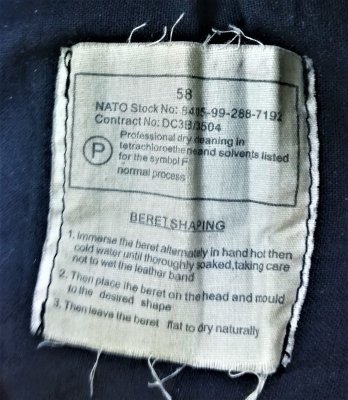 58
NATO Stock No: 8405-99-288-7192
Contract No: DC3B/3504
P
Professional dry cleaning in
tetrachloroethene and solvents listed
for the symbol F
normal process
BERET SHAPING
1. Immerse the beret alternately in hand hot then
cold water until thoroughly soaked, taking care
not to wet the leather band
2. Then place the beret on the head and mould
to the desired shape
3. Then leave the beret flat to dry naturally